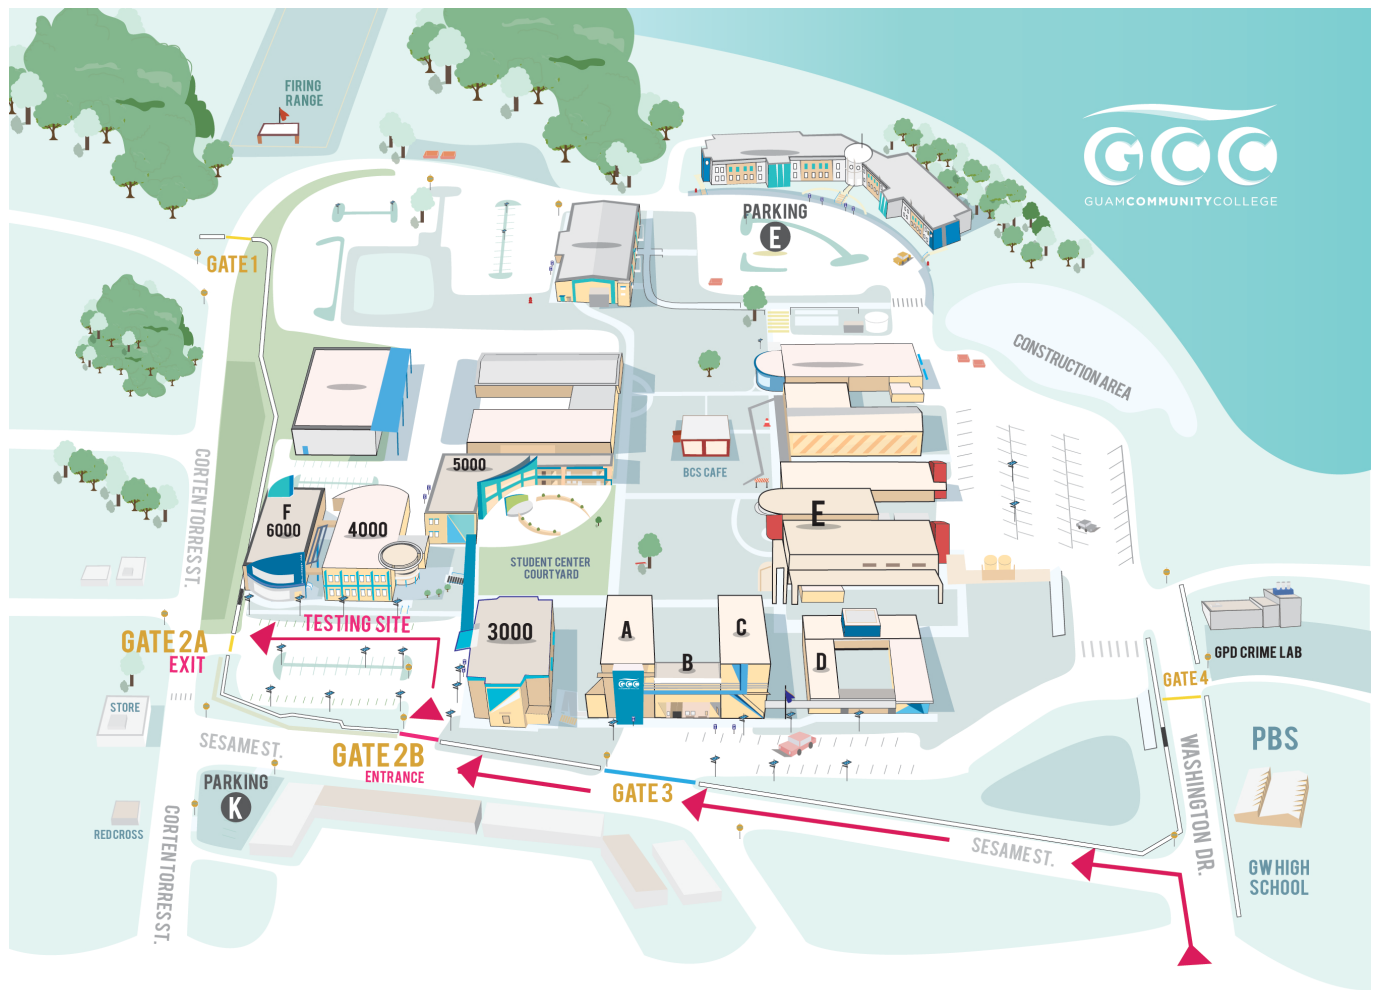 FIRING
RANGE
GCC
GUAMCOMMUNITYCOLLEGE
PARKING
E
GATE 1
CONSTRUCTION AREA
CORTEN TORRES ST.
5000
BCS CAFE
F
6000
4000
E
STUDENT CENTER
COURTYARD
TESTING SITE
GATE 2A
EXIT
3000
A
B
C
D
GPD CRIME LAB
GATE 4
GCC
STORE
SESAME ST.
GATE 2B
ENTRANCE
GATE 3
PBS
WASHINGTON DR.
PARKING
K
RED CROSS
CORTEN TORRES ST.
SESAME ST.
GW HIGH
SCHOOL